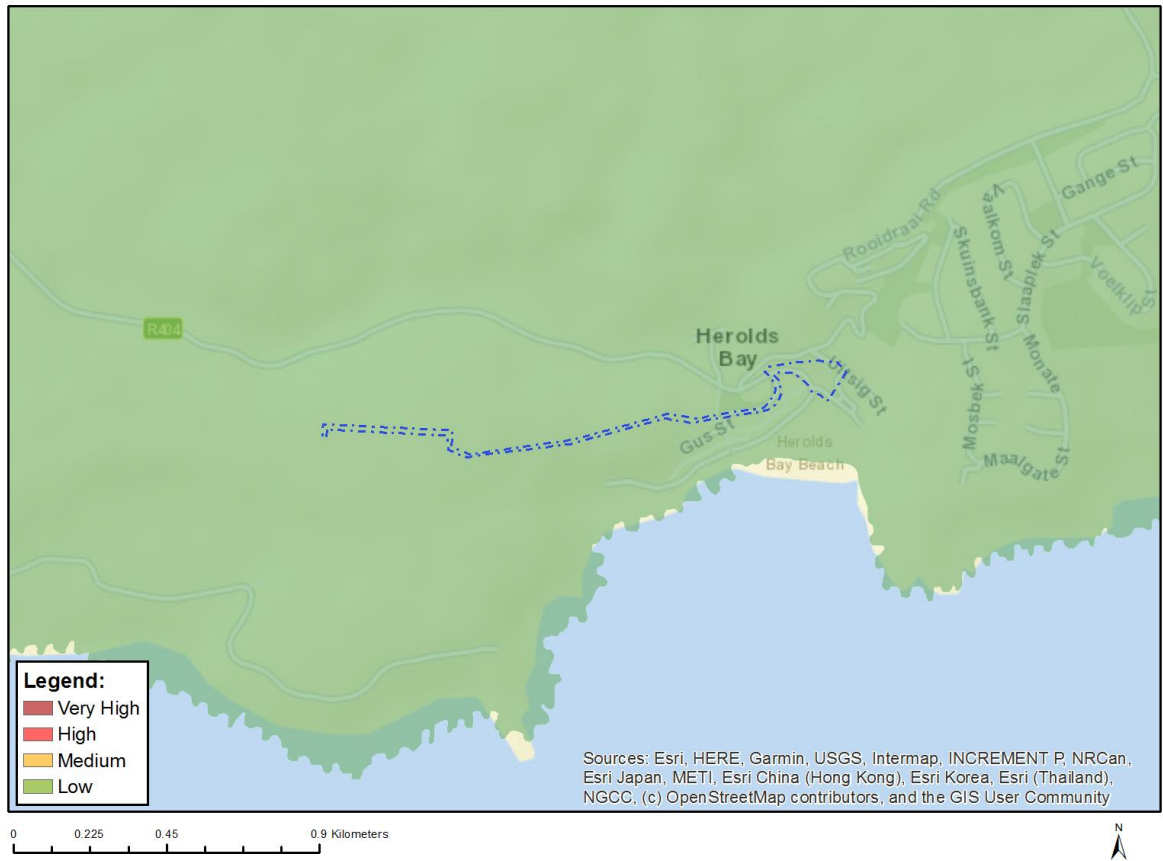 Gange St
Vaalkom St
Rooidraai Rd
Skuinsbank St
Slaaplek St
Voelklip St
R404
Herolds
Bay
Uitsig St
Monate
Mosbek St
Gus St
Herolds
Bay Beach
Maalgate St
Legend:
Very High
High
Medium
Low
Sources: Esri, HERE, Garmin, USGS, Intermap, INCREMENT P, NRCan,
Esri Japan, METI, Esri China (Hong Kong), Esri Korea, Esri (Thailand),
NGCC, (c) OpenStreetMap contributors, and the GIS User Community
0 0.225 0.45 0.9 Kilometers
N